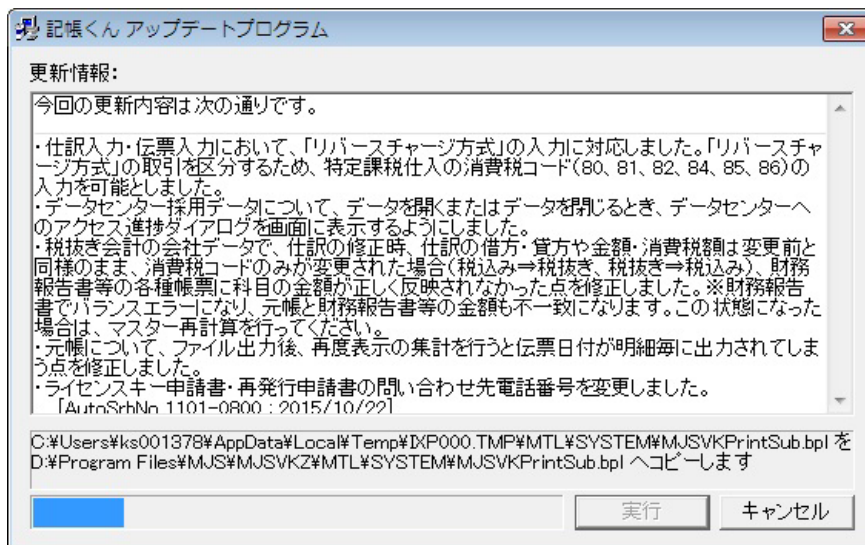 記帳くん アップデートプログラム
更新情報:
今回の更新内容は次の通りです。
・仕訳入力・伝票入力において、「リバースチャージ方式」の入力に対応しました。「リバースチャ
ージ方式」の取引を区分するため、特定課税仕入の消費税コード(80、81、82、84、85、86)の
入力を可能としました。
・データセンター採用データについて、データを開くまたはデータを閉じるとき、データセンターへ
のアクセス進捗ダイアログを画面に表示するようにしました。
・税抜き会計の会社データで、仕訳の修正時、仕訳の借方・貸方や金額・消費税額は変更前と
同様のまま、消費税コードのみが変更された場合(税込み⇒税抜き、税抜き⇒税込み)、財務
報告書等の各種帳票に科目の金額が正しく反映されなかった点を修正しました。※財務報告
書でバランスエラーになり、元帳と財務報告書等の金額も不一致になります。この状態になった
場合は、マスター再計算を行ってください。
・元帳について、ファイル出力後、再度表示の集計を行うと伝票日付が明細毎に出力されてしま
う点を修正しました。
・ライセンスキー申請書・再発行申請書の問い合わせ先電話番号を変更しました。
[AutoSrhNo 1101-0800 : 2015/10/22]
C:¥Users¥ks001378¥AppData¥Local¥Temp¥IXP000.TMP¥MTL¥SYSTEM¥MJSVKPrintSub.bpl を
D:¥Program Files¥MJS¥MJSVKZ¥MTL¥SYSTEM¥MJSVKPrintSub.bpl へコピーします
実行
キャンセル